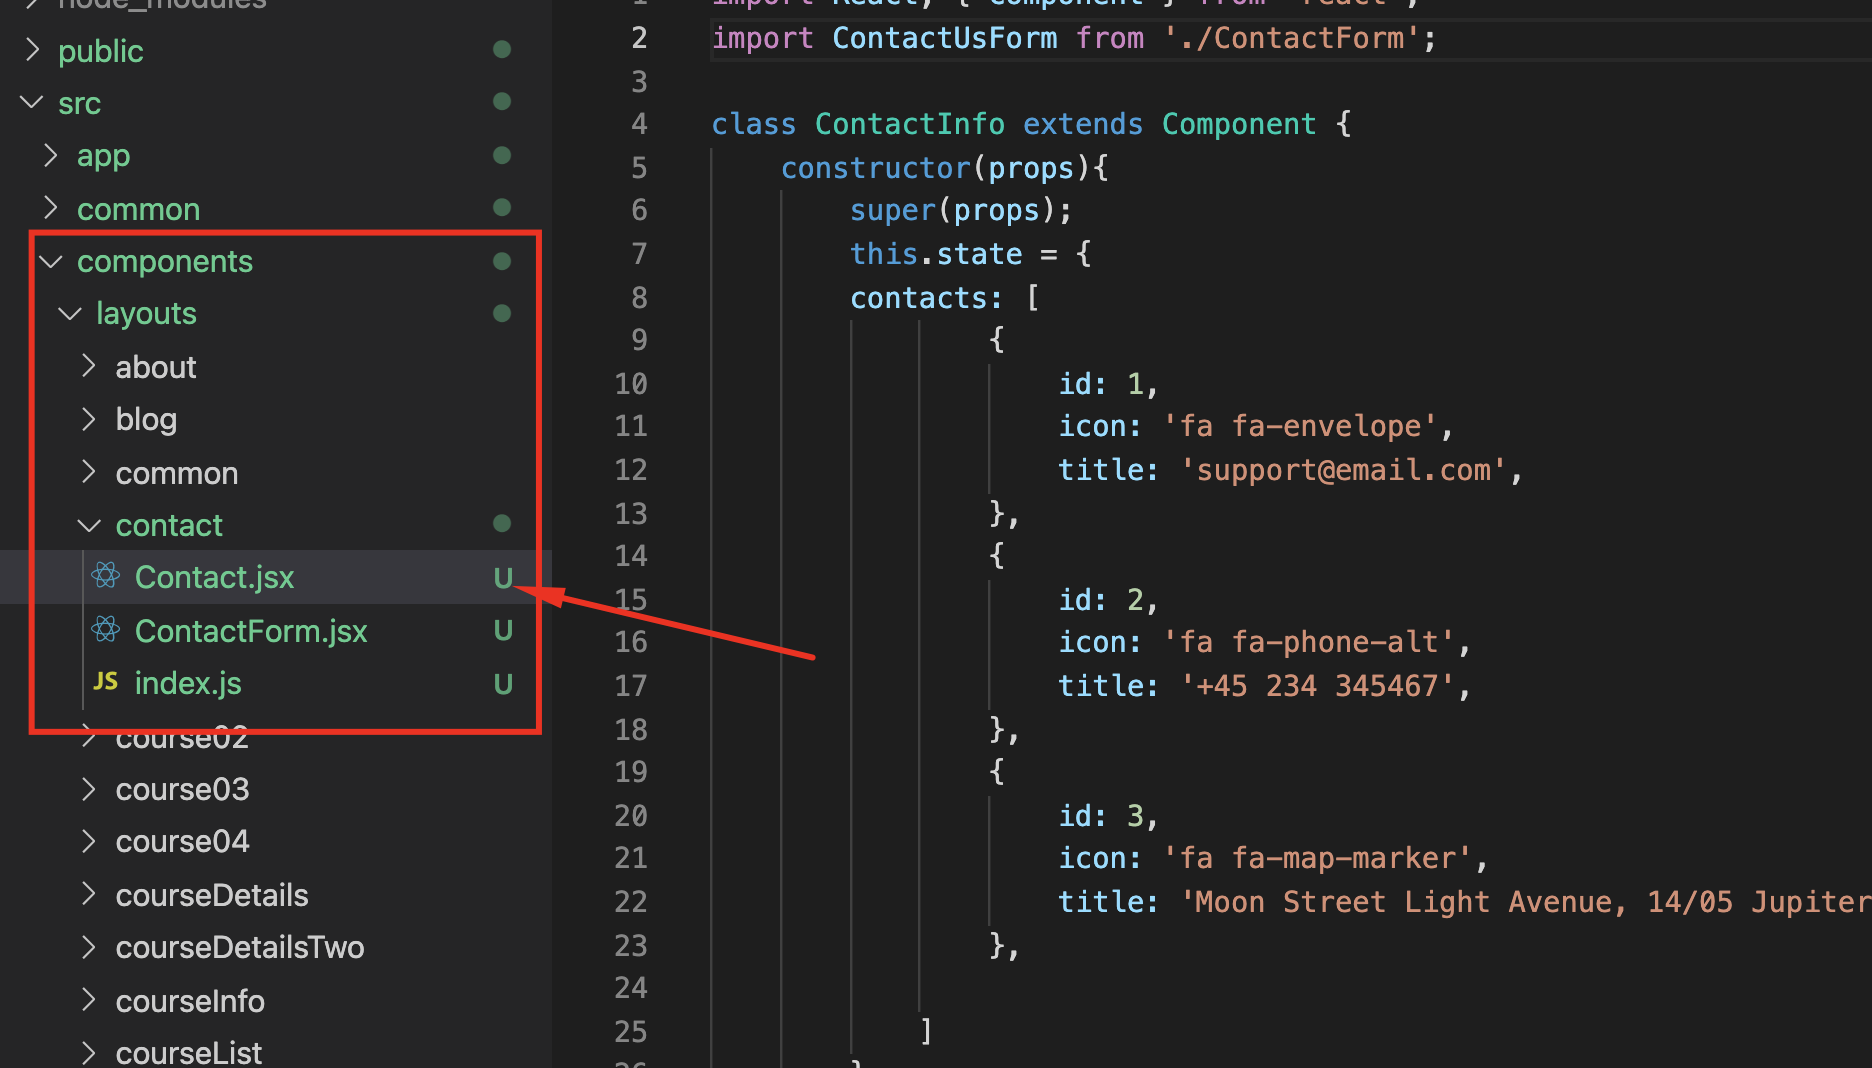 node_modules
public
src
app
common
components
layouts
about
blog
common
contact
Contact.jsx U
ContactForm.jsx U
JS index.js U
course02
course03
course04
courseDetails
courseDetailsTwo
courseInfo
courseList
1 import React, { Component } from 'react';
2 import ContactUsForm from './ContactForm';
3
4 class ContactInfo extends Component {
5 constructor(props){
6 super(props);
7 this.state = {
8 contacts: [
9 {
10 id: 1,
11 icon: 'fa fa-envelope',
12 title: 'support@email.com',
13 },
14 {
15 id: 2,
16 icon: 'fa fa-phone-alt',
17 title: '+45 234 345467',
18 },
19 {
20 id: 3,
21 icon: 'fa fa-map-marker',
22 title: 'Moon Street Light Avenue, 14/05 Jupiter
23 },
24
25 ]
26 }